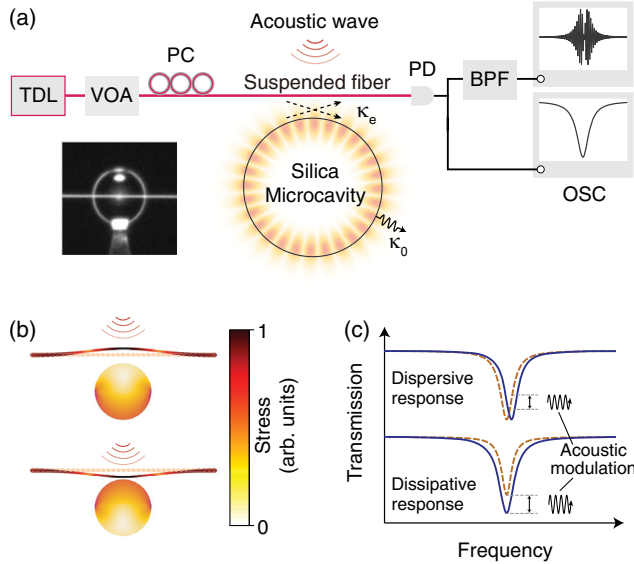 (a)
Acoustic wave
PC
Suspended fiber
PD
TDL
VOA
BPF
κe
Silica
Microcavity
OSC
κ0
(b)
1
Stress
(arb. units)
0
(c)
Transmission
Dispersive
response
Acoustic
modulation
Dissipative
response
Frequency